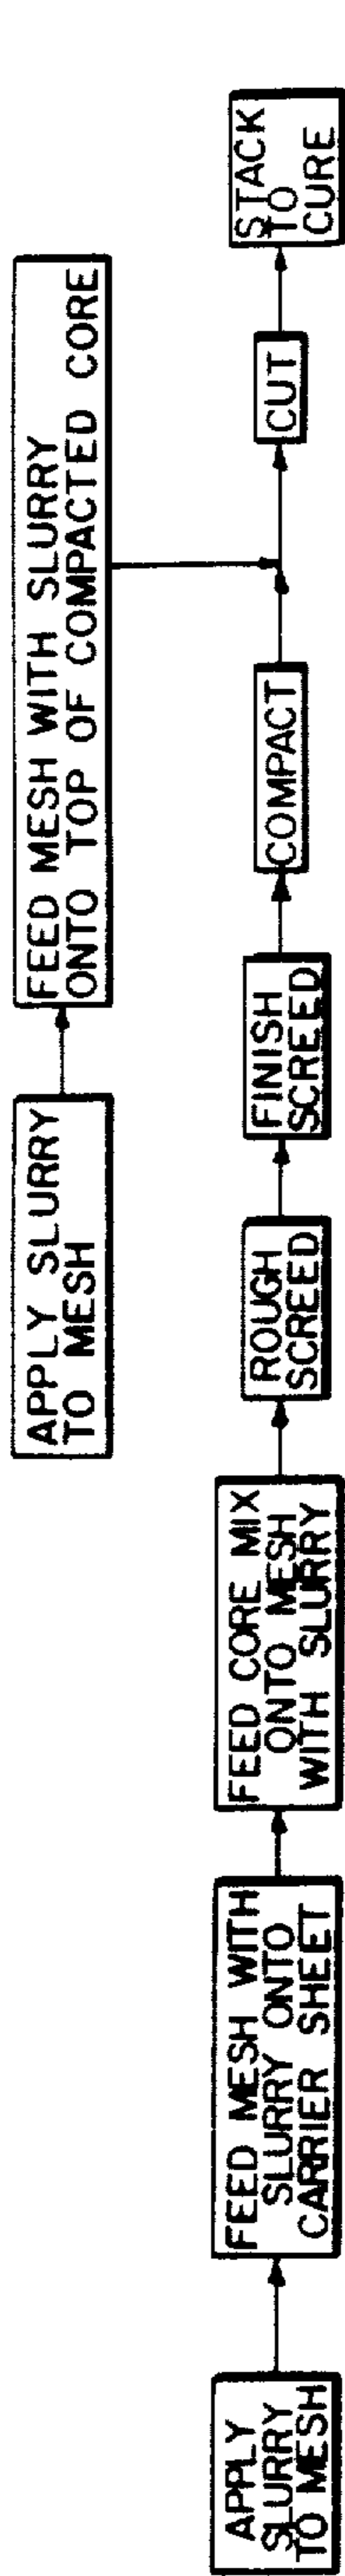 APPLY SLURRY
TO MESH
FEED MESH WITH SLURRY
ONTO TOP OF COMPACTED CORE
APPLY
SLURRY
TO MESH
FEED MESH WITH
SLURRY ONTO
CARRIER SHEET
FEED CORE MIX
ONTO MESH
WITH SLURRY
ROUGH
SCREED
FINISH
SCREED
COMPACT
CUT
STACK
TO
CURE